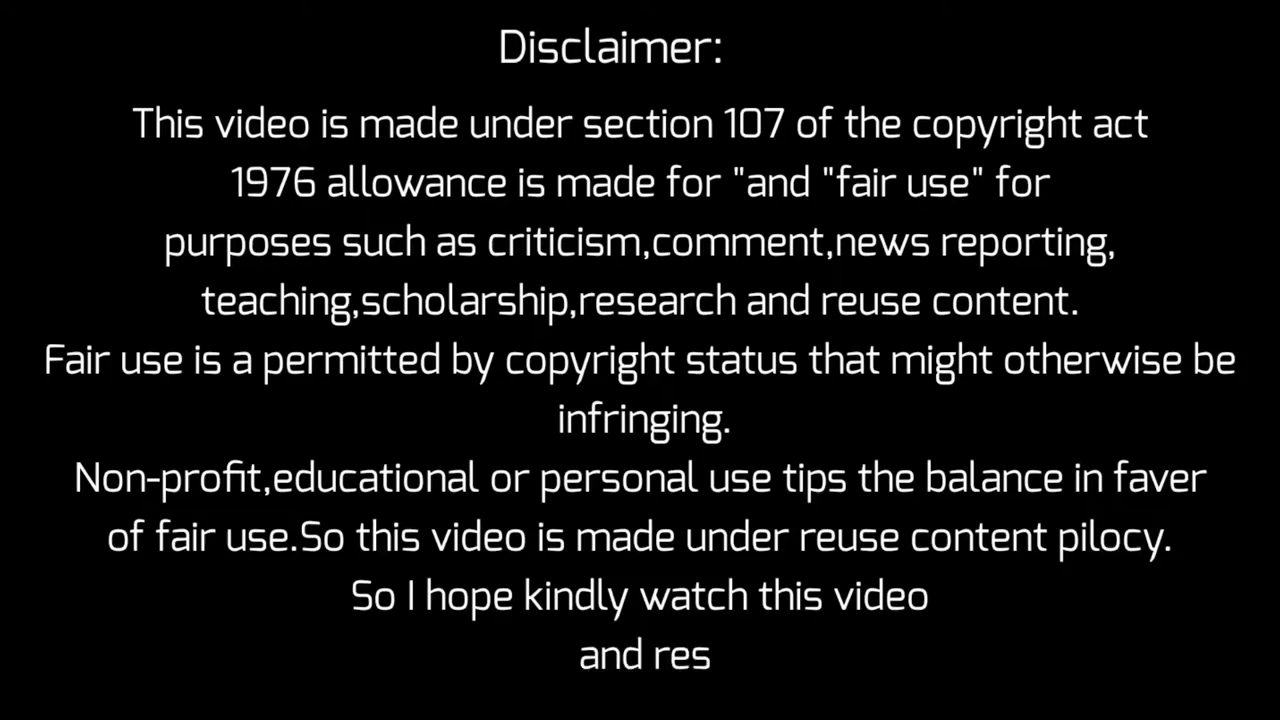 Disclaimer:
This video is made under section 107 of the copyright act
1976 allowance is made for "and "fair use" for
purposes such as criticism,comment,news reporting,
teaching,scholarship,research and reuse content.
Fair use is a permitted by copyright status that might otherwise be
infringing.
Non-profit,educational or personal use tips the balance in faver
of fair use.So this video is made under reuse content pilocy.
So I hope kindly watch this video
and res